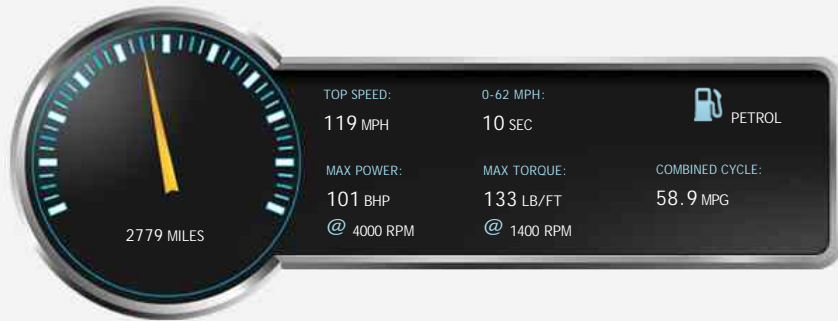 TOP SPEED:
119 MPH
0-62 MPH:
10 SEC
PETROL
MAX POWER:
101 BHP
@ 4000 RPM
MAX TORQUE:
133 LB/FT
@ 1400 RPM
COMBINED CYCLE:
58.9 MPG
2779 MILES